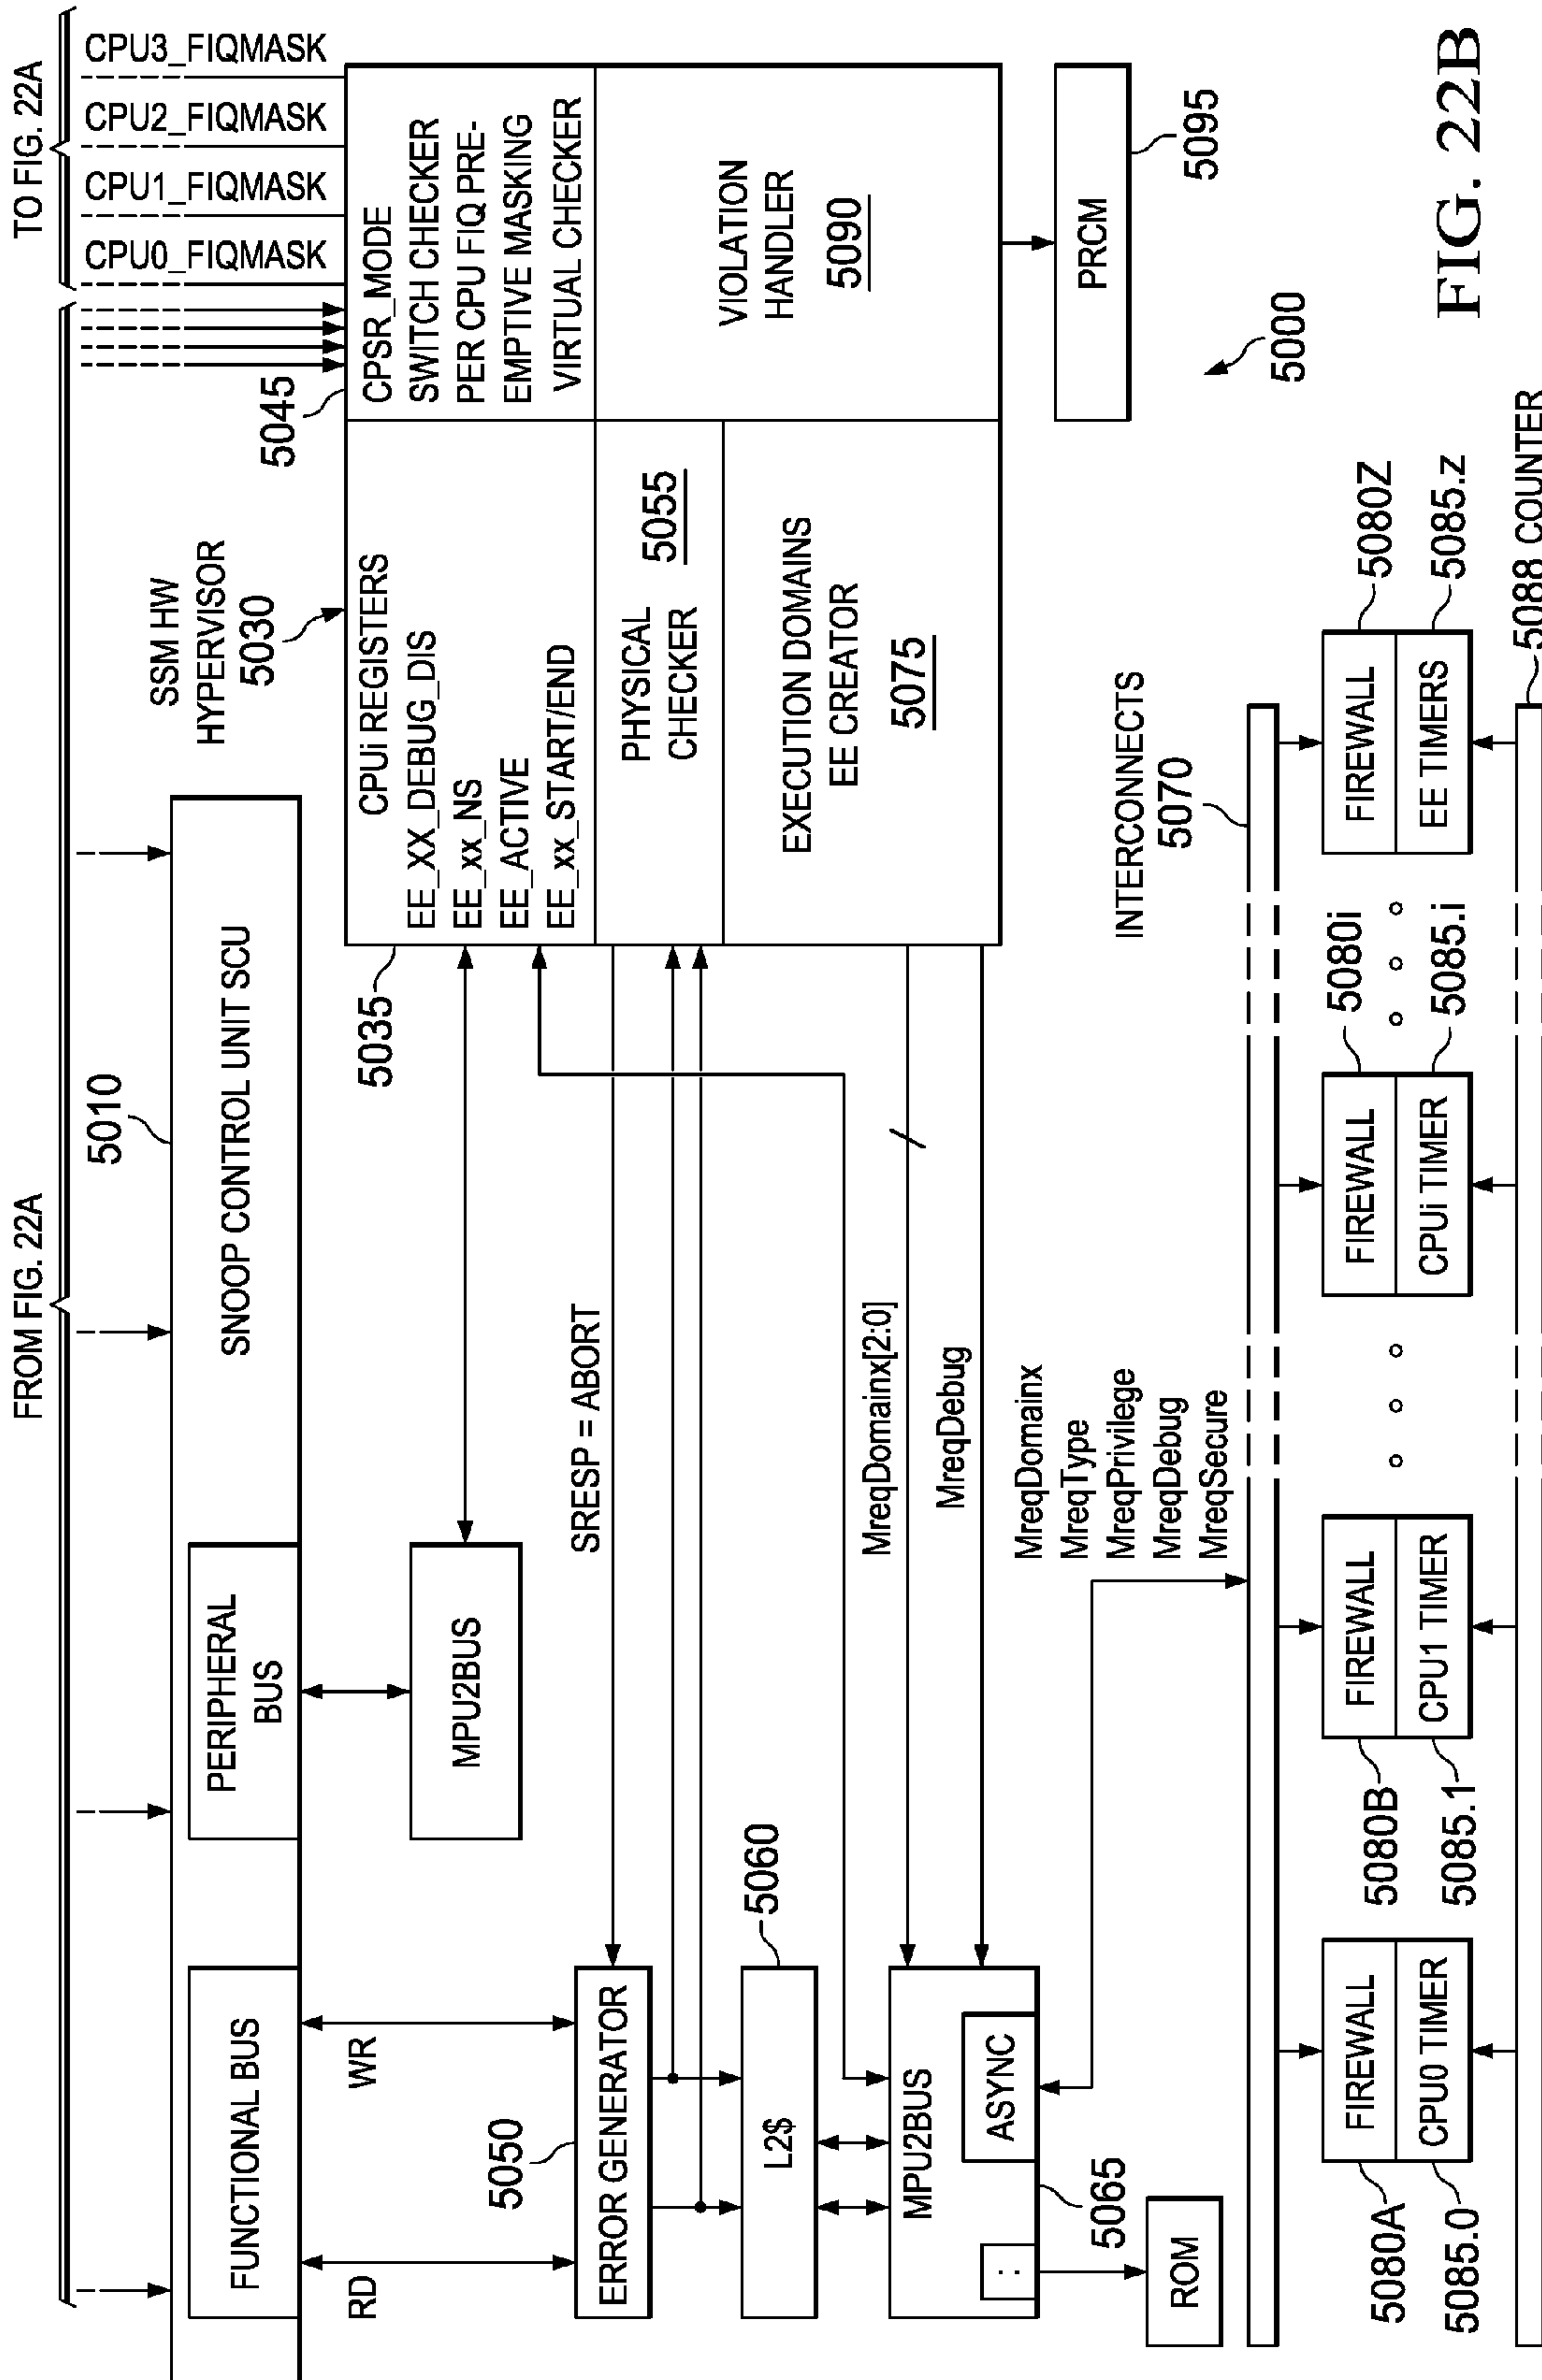 FROM FIG. 22A
TO FIG. 22A
CPU0_FIQMASK
CPU1_FIQMASK
CPU2_FIQMASK
CPU3_FIQMASK
5010
SNOOP CONTROL UNIT SCU
FUNCTIONAL BUS
PERIPHERAL
BUS
RD
WR
MPU2BUS
SSM HW
HYPERVISOR
5030
5035
5045
CPUi REGISTERS
EE_XX_DEBUG_DIS
EE_xx_NS
EE_ACTIVE
EE_xx_START/END
CPSR_MODE
SWITCH CHECKER
PER CPU FIQ PRE-
EMPTIVE MASKING
VIRTUAL CHECKER
PHYSICAL
CHECKER
5055
VIOLATION
HANDLER
5090
EXECUTION DOMAINS
EE CREATOR
5075
PRCM
5095
5050
ERROR GENERATOR
SRESP = ABORT
L2$
5060
MPU2BUS
ASYNC
:
5065
ROM
MreqDomainx[2:0]
MreqDebug
MreqDomainx
MreqType
MreqPrivilege
MreqDebug
MreqSecure
INTERCONNECTS
5070
5000
FIREWALL
CPU0 TIMER
5080A
5085.0
FIREWALL
CPU1 TIMER
5080B
5085.1
FIREWALL
CPUi TIMER
5080i
5085.i
FIREWALL
EE TIMERS
5080Z
5085.z
5088 COUNTER
FIG. 22B